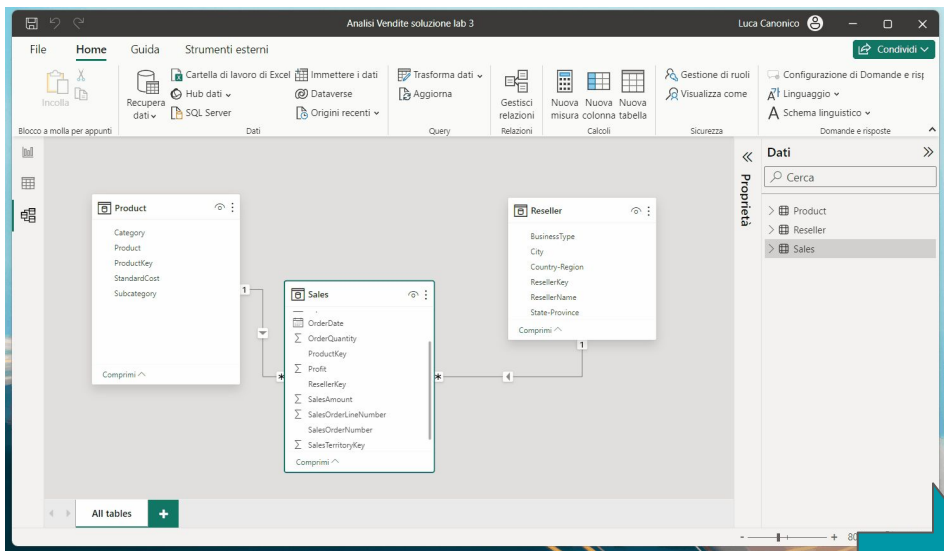 Analisi Vendite soluzione lab 3
Luca Canonico
File Home Guida Strumenti esterni
Condividi
Incolla
Recupera dati
Cartella di lavoro di Excel
Hub dati
SQL Server
Immettere i dati
Dataverse
Origini recenti
Trasforma dati
Aggiorna
Gestisci relazioni
Nuova misura
Nuova colonna
Nuova tabella
Gestione di ruoli
Visualizza come
Configurazione di Domande e
Linguaggio
Schema linguistico
Blocco a molla per appunti
Dati
Query
Relazioni
Calcoli
Sicurezza
Domande e risposte
Product
Category
Product
ProductKey
StandardCost
Subcategory
Comprimi
1
*
Sales
OrderDate
OrderQuantity
ProductKey
Profit
ResellerKey
SalesAmount
SalesOrderLineNumber
SalesOrderNumber
SalesTerritoryKey
Comprimi
*
1
Reseller
BusinessType
City
Country-Region
ResellerKey
ResellerName
State-Province
Comprimi
Proprietà
Dati
Cerca
Product
Reseller
Sales
All tables